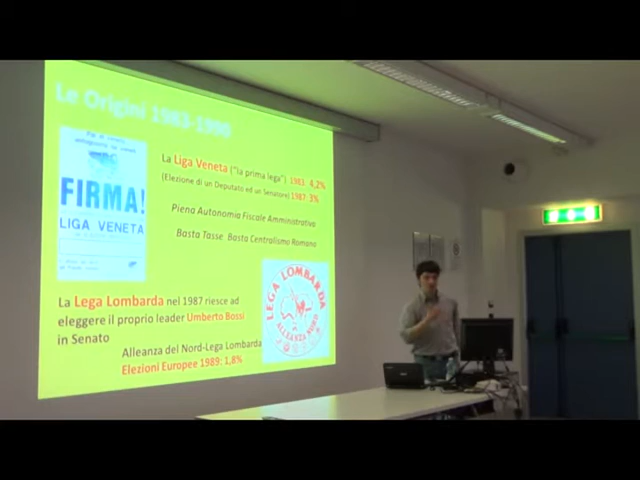 Le Origini 1983-1990
FIRMA!
LIGA VENETA
La Liga Veneta ("la prima lega") 1983: 4,2%
(Elezione di un Deputato ed un Senatore) 1987: 3%
Piena Autonomia Fiscale Amministrativa
Basta Tasse Basta Centralismo Romano
La Lega Lombarda nel 1987 riesce ad
eleggere il proprio leader Umberto Bossi
in Senato
LEGA LOMBARDA
ALLEANZA NORD
Alleanza del Nord-Lega Lombarda
Elezioni Europee 1989: 1,8%